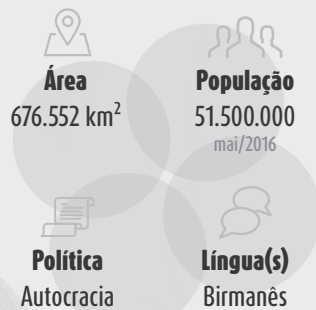 Área
676.552 km²
População
51.500.000
mai/2016
Política
Autocracia
Língua(s)
Birmanês